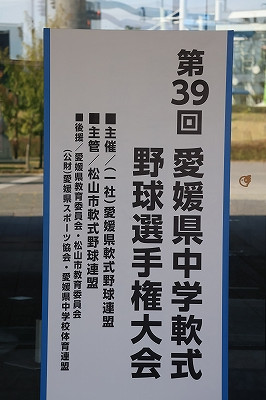 第39回 愛媛県中学軟式
野球選手権大会
■主催／(一社)愛媛県軟式野球連盟
■主管／松山市軟式野球連盟
■後援／愛媛県教育委員会・松山市教育委員会
(公財)愛媛県スポーツ協会・愛媛県中学校体育連盟